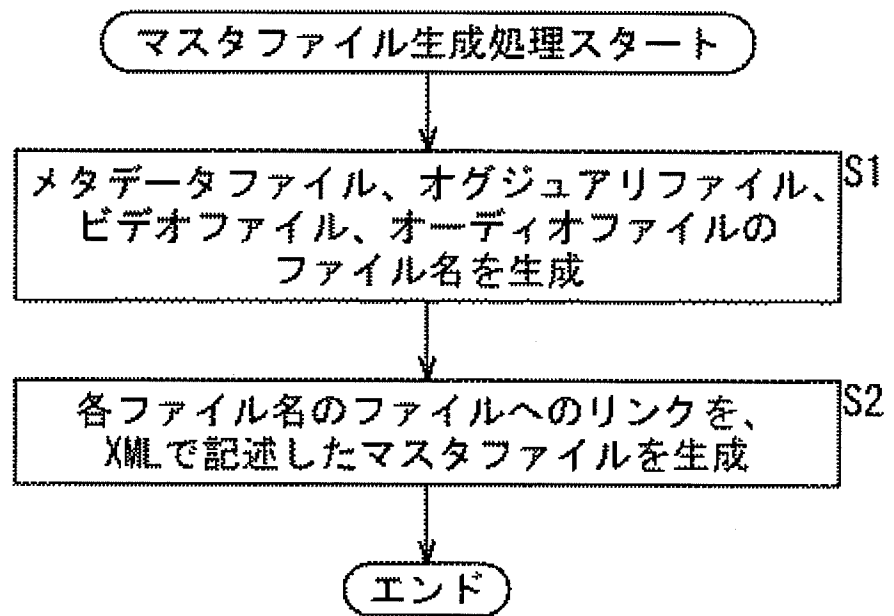 マスタファイル生成処理スタート
メタデータファイル、オグジュアリファイル、
S1
ビデオファイル、オーディオファイルの
ファイル名を生成
各ファイル名のファイルへのリンクを、
S2
XMLで記述したマスタファイルを生成
エンド